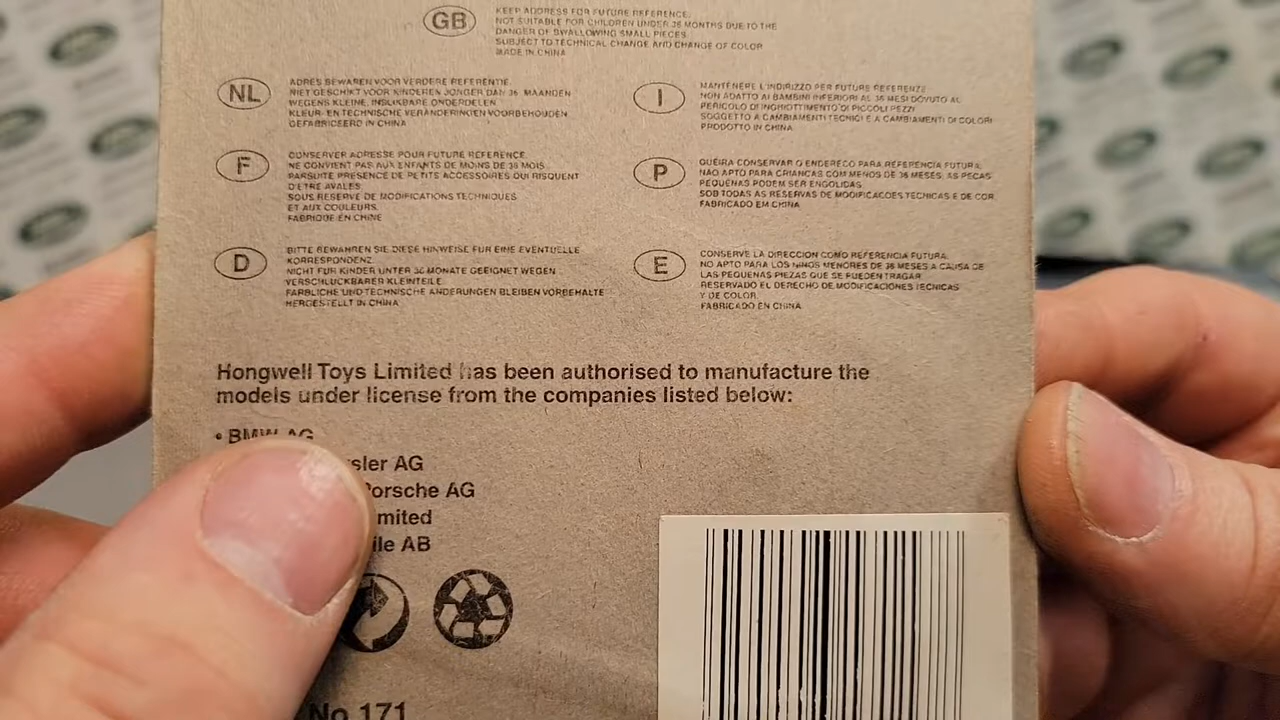 GB
KEEP ADDRESS FOR FUTURE REFERENCE.
NOT SUITABLE FOR CHILDREN UNDER 36 MONTHS DUE TO THE
DANGER OF SWALLOWING SMALL PIECES.
SUBJECT TO TECHNICAL CHANGE AND CHANGE OF COLOR
MADE IN CHINA
NL
ADRES BEWAREN VOOR VERDERE REFERENTIE.
NIET GESCHIKT VOOR KINDEREN JONGER DAN 36 MAANDEN
WEGENS KLEINE, INSLIKBARE ONDERDELEN
KLEUR- EN TECHNISCHE VERANDERINGEN VOORBEHOUDEN
GEFABRICEERD IN CHINA
I
MANTENERE L'INDIRIZZO PER FUTURE REFERENZE
NON ADATTO AI BAMBINI INFERIORI AL 36 MESI DOVUTO AL
PERICOLO DI INGHIOTTIMENTO DI PICCOLI PEZZI
SOGGETTO A CAMBIAMENTI TECNICI E A CAMBIAMENTI DI COLORI
PRODOTTO IN CHINA
F
CONSERVER ADRESSE POUR FUTURE REFERENCE.
NE CONVIENT PAS AUX ENFANTS DE MOINS DE 36 MOIS
PARSUITE PRESENCE DE PETITS ACCESSOIRES QUI RISQUENT
D'ETRE AVALES
SOUS RESERVE DE MODIFICATIONS TECHNIQUES
ET AUX COULEURS.
FABRIQUE EN CHINE
P
QUEIRA CONSERVAR O ENDERECO PARA REFERENCIA FUTURA.
NAO APTO PARA CRIANCAS COM MENOS DE 36 MESES, AS PECAS
PEQUENAS PODEM SER ENGOLIDAS
SOB TODAS AS RESERVAS DE MODIFICACOES TECNICAS E DE COR
FABRICADO EM CHINA
D
BITTE BEWAHREN SIE DIESE HINWEISE FUR EINE EVENTUELLE
KORRESPONDENZ.
NICHT FUR KINDER UNTER 36 MONATE GEEIGNET WEGEN
VERSCHLUCKBARER KLEINTEILE.
FARBLICHE UND TECHNISCHE ANDERUNGEN BLEIBEN VORBEHALTE
HERGESTELLT IN CHINA
E
CONSERVE LA DIRECCION COMO REFERENCIA FUTURA.
NO APTO PARA LOS NINOS MENORES DE 36 MESES A CAUSA DE
LAS PEQUENAS PIEZAS QUE SE PUEDEN TRAGAR
RESERVADO EL DERECHO DE MODIFICACIONES TECNICAS
Y DE COLOR.
FABRICADO EN CHINA
Hongwell Toys Limited has been authorised to manufacture the
models under license from the companies listed below:
• BMW AG
sler AG
Porsche AG
mited
ile AB
No 171